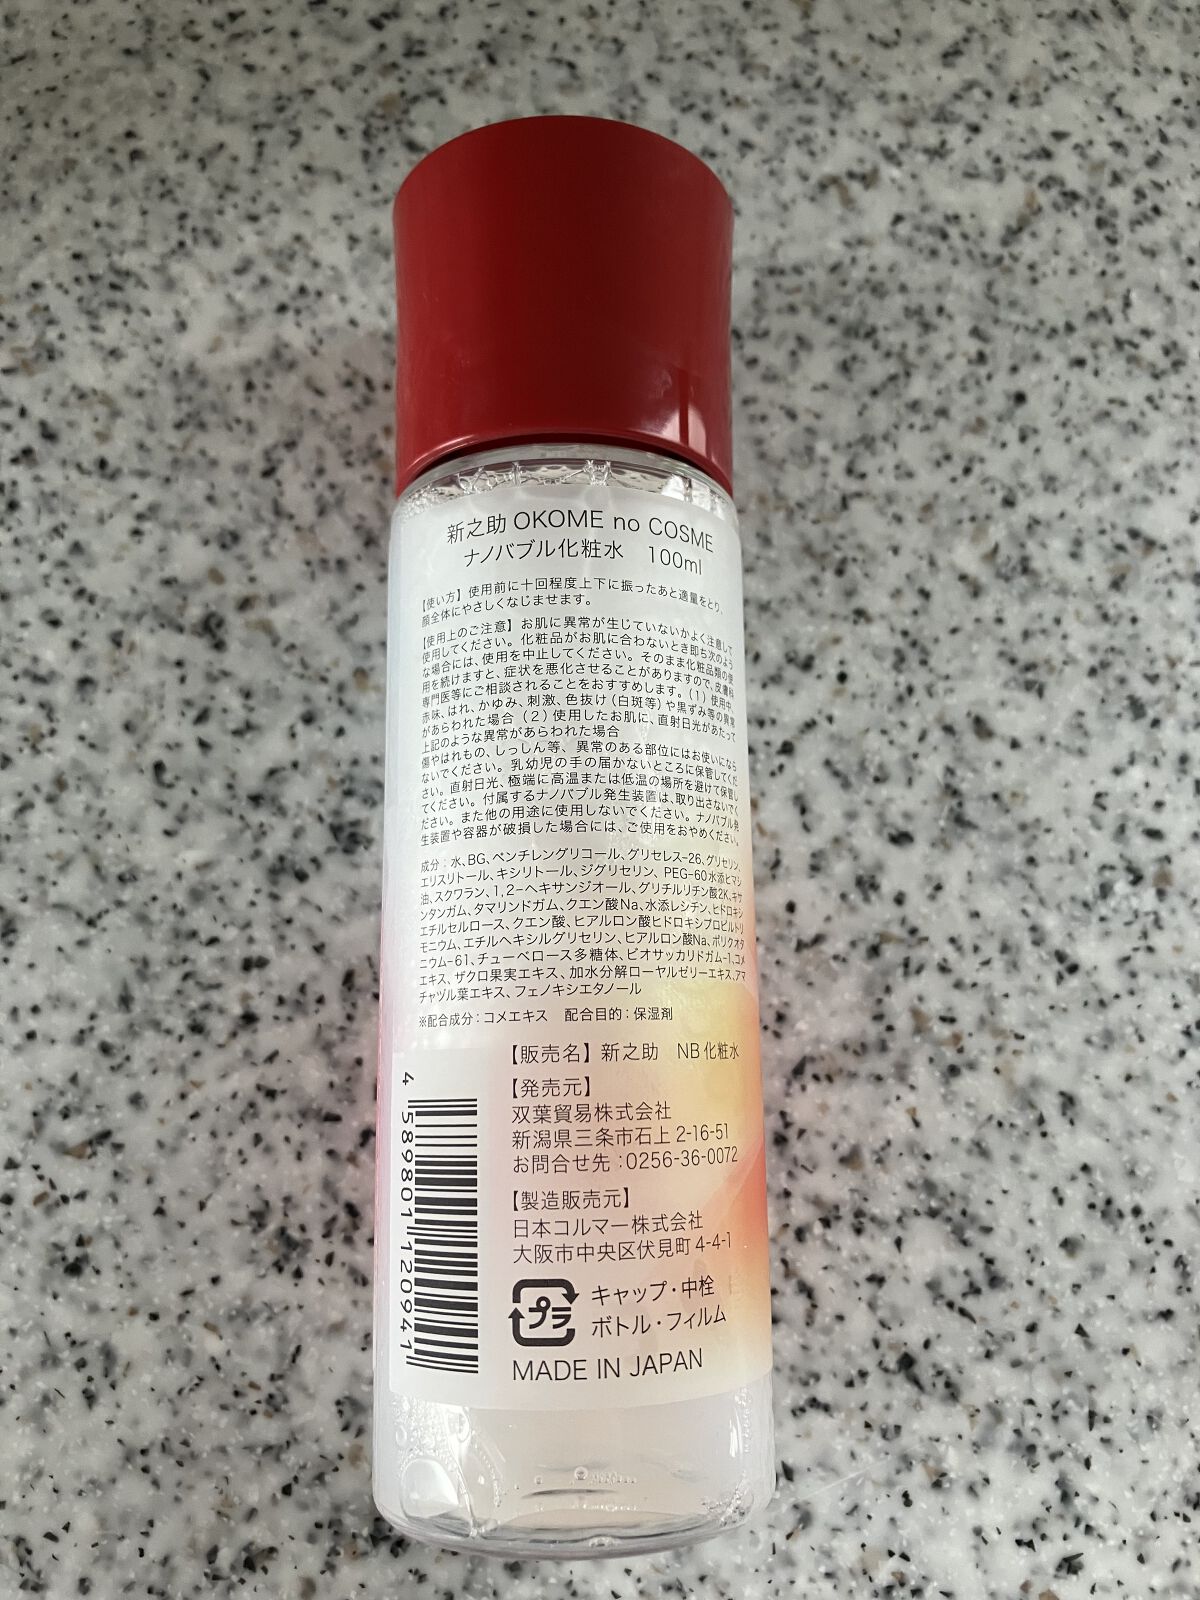 新之助 OKOME no COSME
ナノバブル化粧水 100ml
【使い方】使用前に十回程度上下に振ったあと適量をとり、
顔全体にやさしくなじませます。
【使用上のご注意】お肌に異常が生じていないかよく注意して
使用してください。化粧品がお肌に合わないとき即ち次のよう
な場合には、使用を中止してください。そのまま化粧品類の使
用を続けますと、症状を悪化させることがありますので、皮膚科
専門医等にご相談されることをおすすめします。(1)使用中、
赤味、はれ、かゆみ、刺激、色抜け(白斑等)や黒ずみ等の異常
があらわれた場合(2)使用したお肌に、直射日光があたって
上記のような異常があらわれた場合
傷やはれもの、しっしん等、異常のある部位にはお使いになら
ないでください。乳幼児の手の届かないところに保管してくだ
さい。直射日光、極端に高温または低温の場所を避けて保管し
てください。付属するナノバブル発生装置は、取り出さないでく
ださい。また他の用途に使用しないでください。ナノバブル発
生装置や容器が破損した場合には、ご使用をおやめください。
成分:水、BG、ペンチレングリコール、グリセレス-26、グリセリン、
エリスリトール、キシリトール、ジグリセリン、PEG-60水添ヒマシ
油、スクワラン、1,2-ヘキサンジオール、グリチルリチン酸2K、キサ
ンタンガム、タマリンドガム、クエン酸Na、水添レシチン、ヒドロキシ
エチルセルロース、クエン酸、ヒアルロン酸ヒドロキシプロピルトリ
モニウム、エチルヘキシルグリセリン、ヒアルロン酸Na、ポリクオタ
ニウム-61、チューベロース多糖体、ビオサッカリドガム-1、コメ
エキス、ザクロ果実エキス、加水分解ローヤルゼリーエキス、アマ
チャヅル葉エキス、フェノキシエタノール
※配合成分:コメエキス 配合目的:保湿剤
【販売名】新之助 NB化粧水
【発売元】
双葉貿易株式会社
新潟県三条市石上 2-16-51
お問合せ先:0256-36-0072
【製造販売元】
日本コルマー株式会社
大阪市中央区伏見町 4-4-1
プラ
キャップ・中栓
ボトル・フィルム
MADE IN JAPAN
4 589801 120941